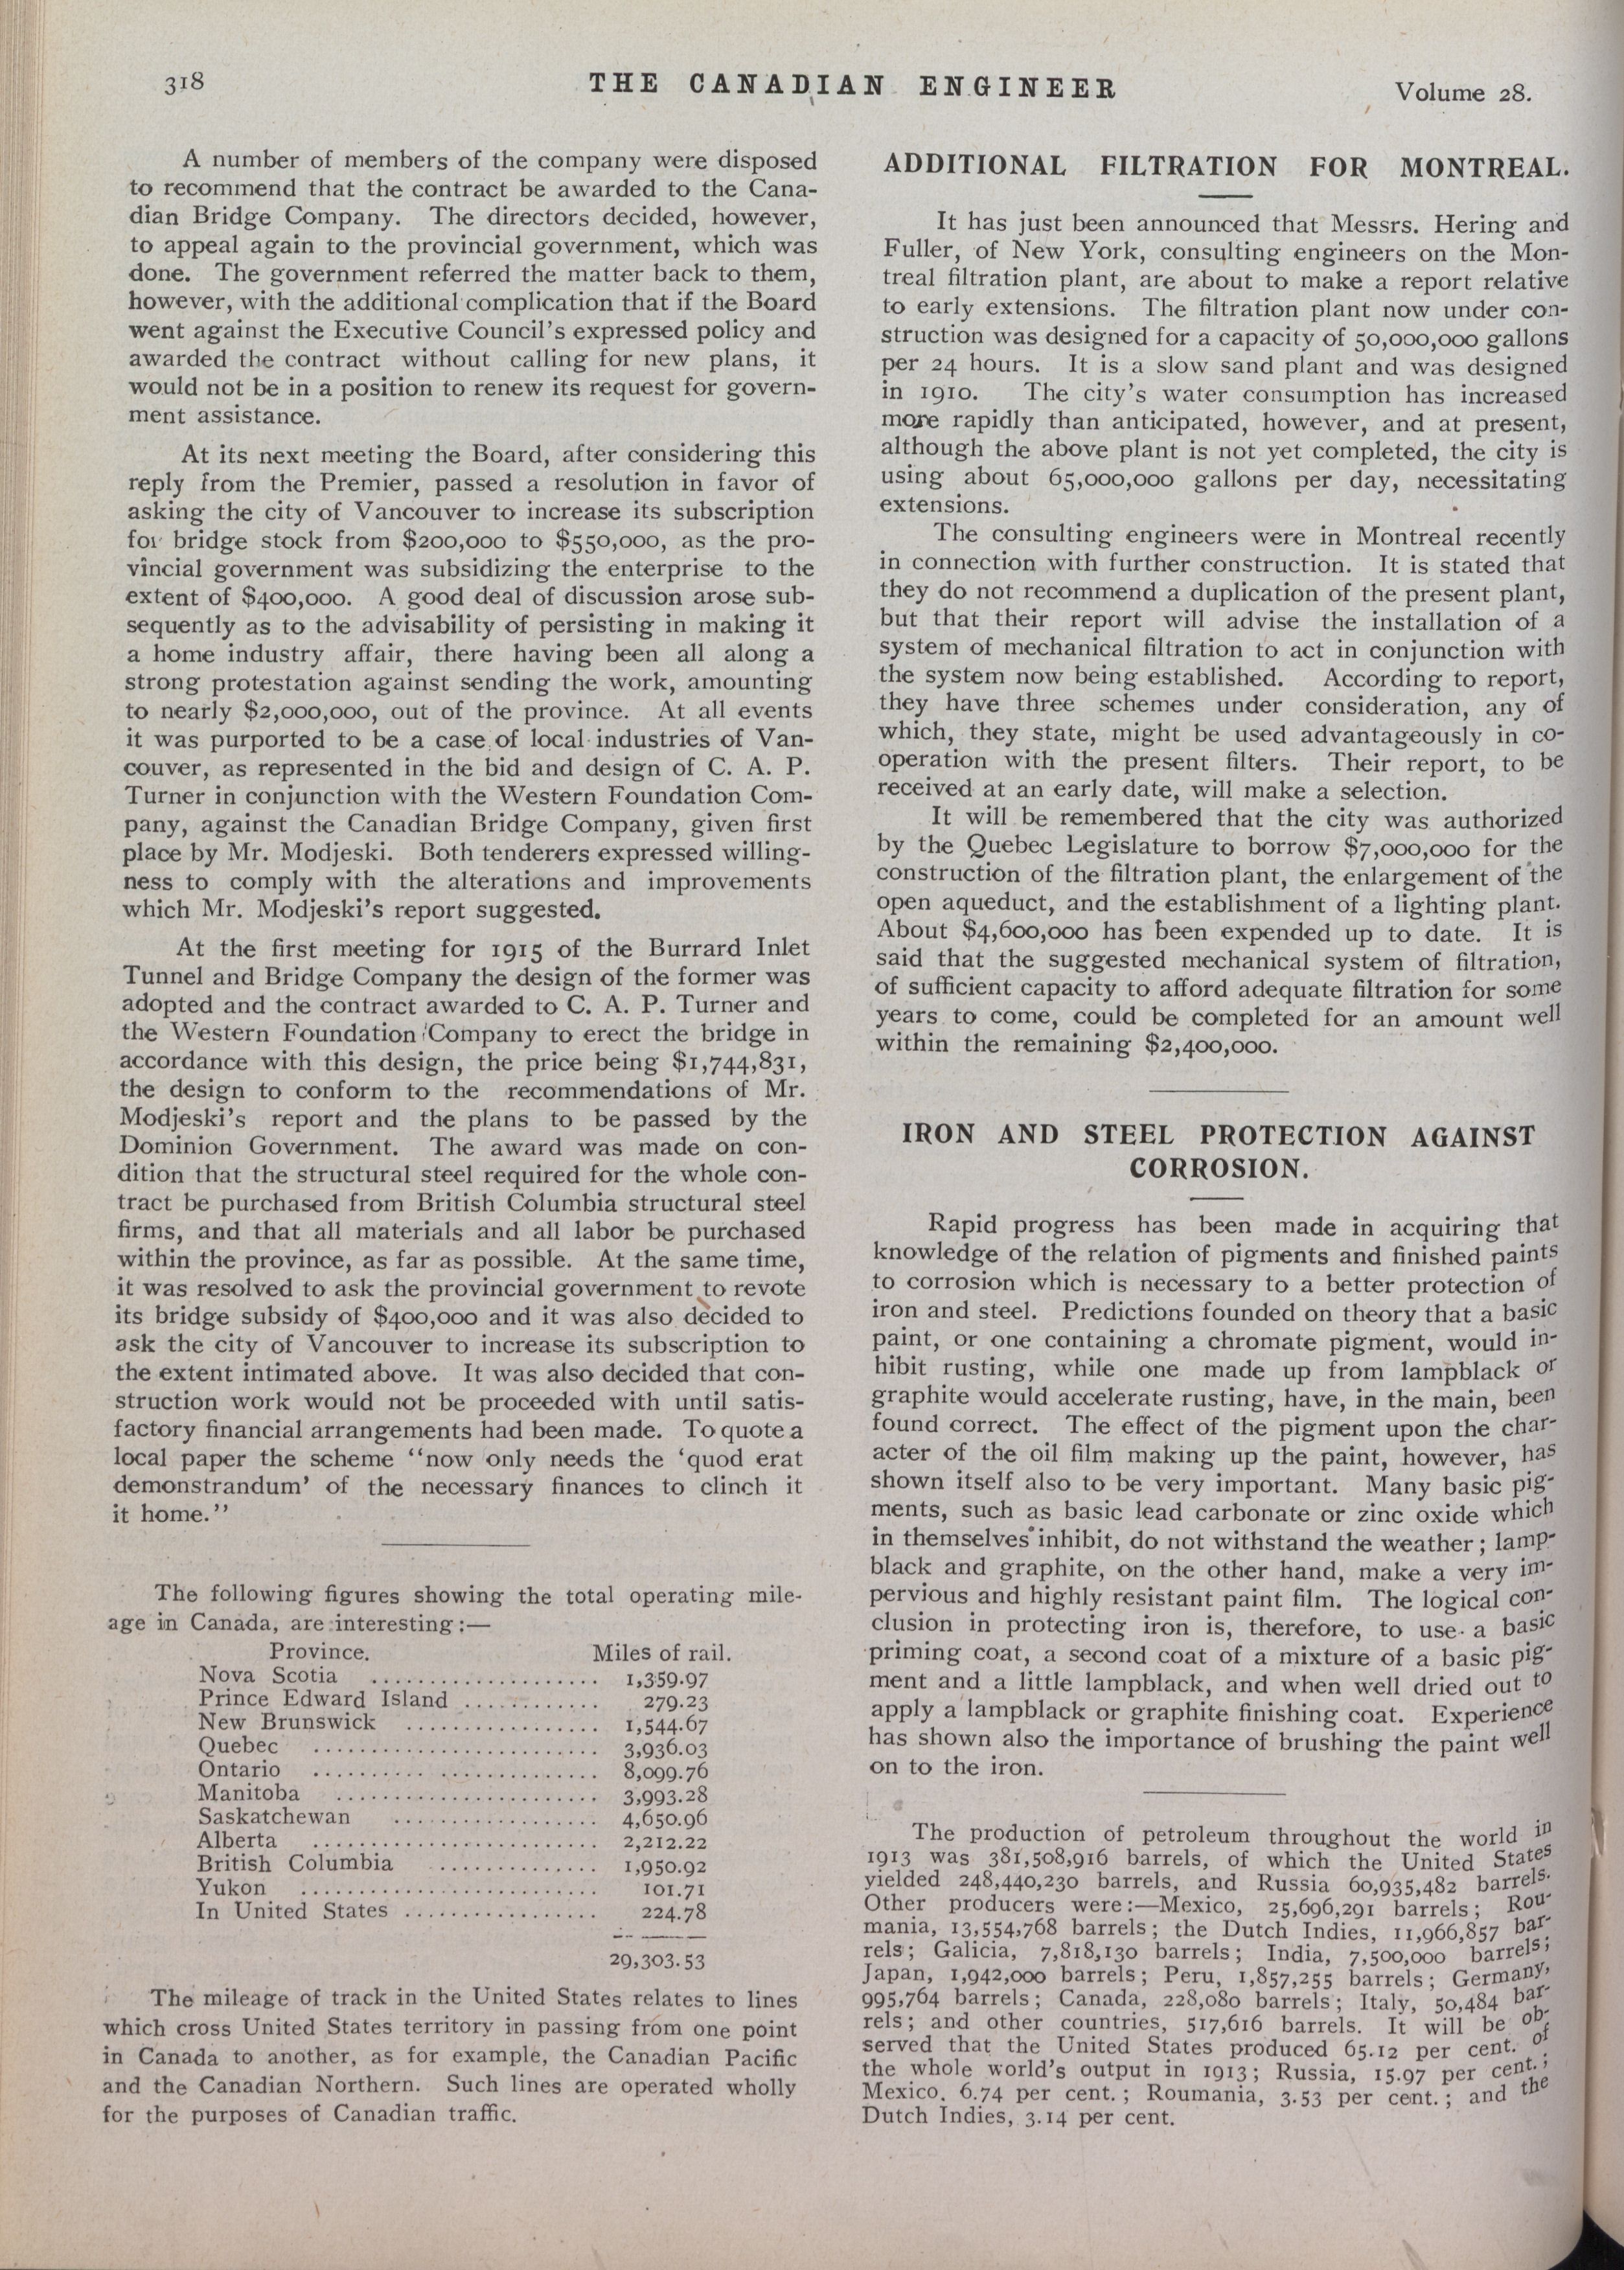 318
THE CANADIAN ENGINEER
Volume 28.
A number of members of the company were disposed
to recommend that the contract be awarded to the Cana-
dian Bridge Company. The directors decided, however,
to appeal again to the provincial government, which was
done. The government referred the matter back to them,
however, with the additional complication that if the Board
went against the Executive Council's expressed policy and
awarded the contract without calling for new plans, it
would not be in a position to renew its request for govern-
ment assistance.
At its next meeting the Board, after considering this
reply from the Premier, passed a resolution in favor of
asking the city of Vancouver to increase its subscription
for bridge stock from $200,000 to $550,000, as the pro-
vincial government was subsidizing the enterprise to the
extent of $400,000. A good deal of discussion arose sub-
sequently as to the advisability of persisting in making it
a home industry affair, there having been all along a
strong protestation against sending the work, amounting
to nearly $2,000,000, out of the province. At all events
it was purported to be a case of local industries of Van-
couver, as represented in the bid and design of C. A. P.
Turner in conjunction with the Western Foundation Com-
pany, against the Canadian Bridge Company, given first
place by Mr. Modjeski. Both tenderers expressed willing-
ness to comply with the alterations and improvements
which Mr. Modjeski's report suggested.
At the first meeting for 1915 of the Burrard Inlet
Tunnel and Bridge Company the design of the former was
adopted and the contract awarded to C. A. P. Turner and
the Western Foundation Company to erect the bridge in
accordance with this design, the price being $1,744,831,
the design to conform to the recommendations of Mr.
Modjeski's report and the plans to be passed by the
Dominion Government. The award was made on con-
dition that the structural steel required for the whole con-
tract be purchased from British Columbia structural steel
firms, and that all materials and all labor be purchased
within the province, as far as possible. At the same time,
it was resolved to ask the provincial government to revote
its bridge subsidy of $400,000 and it was also decided to
ask the city of Vancouver to increase its subscription to
the extent intimated above. It was also decided that con-
struction work would not be proceeded with until satis-
factory financial arrangements had been made. To quote a
local paper the scheme "now only needs the 'quod erat
demonstrandum' of the necessary finances to clinch it
it home."
The following figures showing the total operating mile-
age in Canada, are interesting:—
Province. Miles of rail.
Nova Scotia .................... 1,359.97
Prince Edward Island ............ 279.23
New Brunswick ................. 1,544.67
Quebec ......................... 3,936.03
Ontario ......................... 8,099.76
Manitoba ....................... 3,993.28
Saskatchewan .................. 4,650.96
Alberta ......................... 2,212.22
British Columbia .............. 1,950.92
Yukon .......................... 101.71
In United States ................. 224.78
29,303.53
The mileage of track in the United States relates to lines
which cross United States territory in passing from one point
in Canada to another, as for example, the Canadian Pacific
and the Canadian Northern. Such lines are operated wholly
for the purposes of Canadian traffic.
ADDITIONAL FILTRATION FOR MONTREAL.
It has just been announced that Messrs. Hering and
Fuller, of New York, consulting engineers on the Mon-
treal filtration plant, are about to make a report relative
to early extensions. The filtration plant now under con-
struction was designed for a capacity of 50,000,000 gallons
per 24 hours. It is a slow sand plant and was designed
in 1910. The city's water consumption has increased
more rapidly than anticipated, however, and at present,
although the above plant is not yet completed, the city is
using about 65,000,000 gallons per day, necessitating
extensions.
The consulting engineers were in Montreal recently
in connection with further construction. It is stated that
they do not recommend a duplication of the present plant,
but that their report will advise the installation of a
system of mechanical filtration to act in conjunction with
the system now being established. According to report,
they have three schemes under consideration, any of
which, they state, might be used advantageously in co-
operation with the present filters. Their report, to be
received at an early date, will make a selection.
It will be remembered that the city was authorized
by the Quebec Legislature to borrow $7,000,000 for the
construction of the filtration plant, the enlargement of the
open aqueduct, and the establishment of a lighting plant.
About $4,600,000 has been expended up to date. It is
said that the suggested mechanical system of filtration,
of sufficient capacity to afford adequate filtration for some
years to come, could be completed for an amount well
within the remaining $2,400,000.
IRON AND STEEL PROTECTION AGAINST
CORROSION.
Rapid progress has been made in acquiring that
knowledge of the relation of pigments and finished paints
to corrosion which is necessary to a better protection of
iron and steel. Predictions founded on theory that a basic
paint, or one containing a chromate pigment, would in-
hibit rusting, while one made up from lampblack or
graphite would accelerate rusting, have, in the main, been
found correct. The effect of the pigment upon the char-
acter of the oil film making up the paint, however, has
shown itself also to be very important. Many basic pig-
ments, such as basic lead carbonate or zinc oxide which
in themselves inhibit, do not withstand the weather; lamp-
black and graphite, on the other hand, make a very im-
pervious and highly resistant paint film. The logical con-
clusion in protecting iron is, therefore, to use a basic
priming coat, a second coat of a mixture of a basic pig-
ment and a little lampblack, and when well dried out to
apply a lampblack or graphite finishing coat. Experience
has shown also the importance of brushing the paint well
on to the iron.
The production of petroleum throughout the world in
1913 was 381,508,916 barrels, of which the United States
yielded 248,440,230 barrels, and Russia 60,935,482 barrels.
Other producers were:—Mexico, 25,696,291 barrels; Rou-
mania, 13,554,768 barrels; the Dutch Indies, 11,966,857 bar-
rels; Galicia, 7,818,130 barrels; India, 7,500,000 barrels;
Japan, 1,942,000 barrels; Peru, 1,857,255 barrels; Germany,
995,764 barrels; Canada, 228,080 barrels; Italy, 50,484 bar-
rels; and other countries, 517,616 barrels. It will be ob-
served that the United States produced 65.12 per cent. of
the whole world's output in 1913; Russia, 15.97 per cent.;
Mexico, 6.74 per cent.; Roumania, 3.53 per cent.; and the
Dutch Indies, 3.14 per cent.